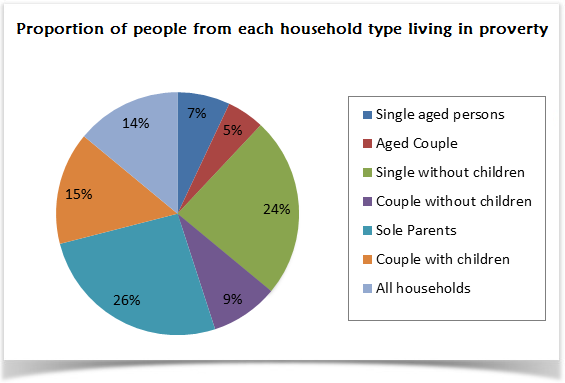 Proportion of people from each household type living in proverty
7%
5%
24%
9%
26%
15%
14%
Single aged persons
Aged Couple
Single without children
Couple without children
Sole Parents
Couple with children
All households